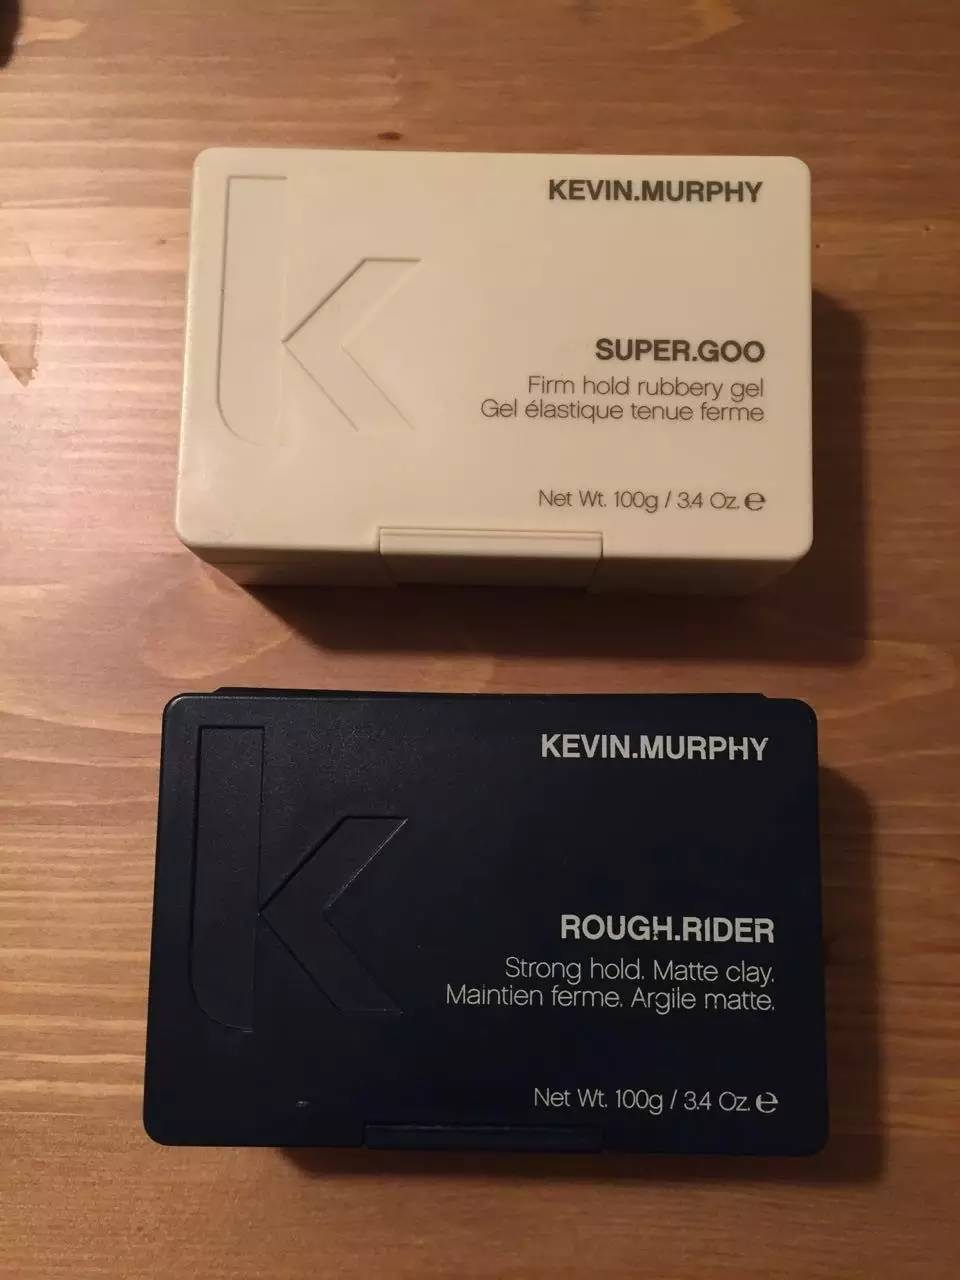 KEVIN.MURPHY
SUPER.GOO
Firm hold rubbery gel
Gel élastique tenue ferme
Net Wt. 100g / 3.4 Oz. ℮
KEVIN.MURPHY
ROUGH.RIDER
Strong hold. Matte clay.
Maintien ferme. Argile matte.
Net Wt. 100g / 3.4 Oz. ℮